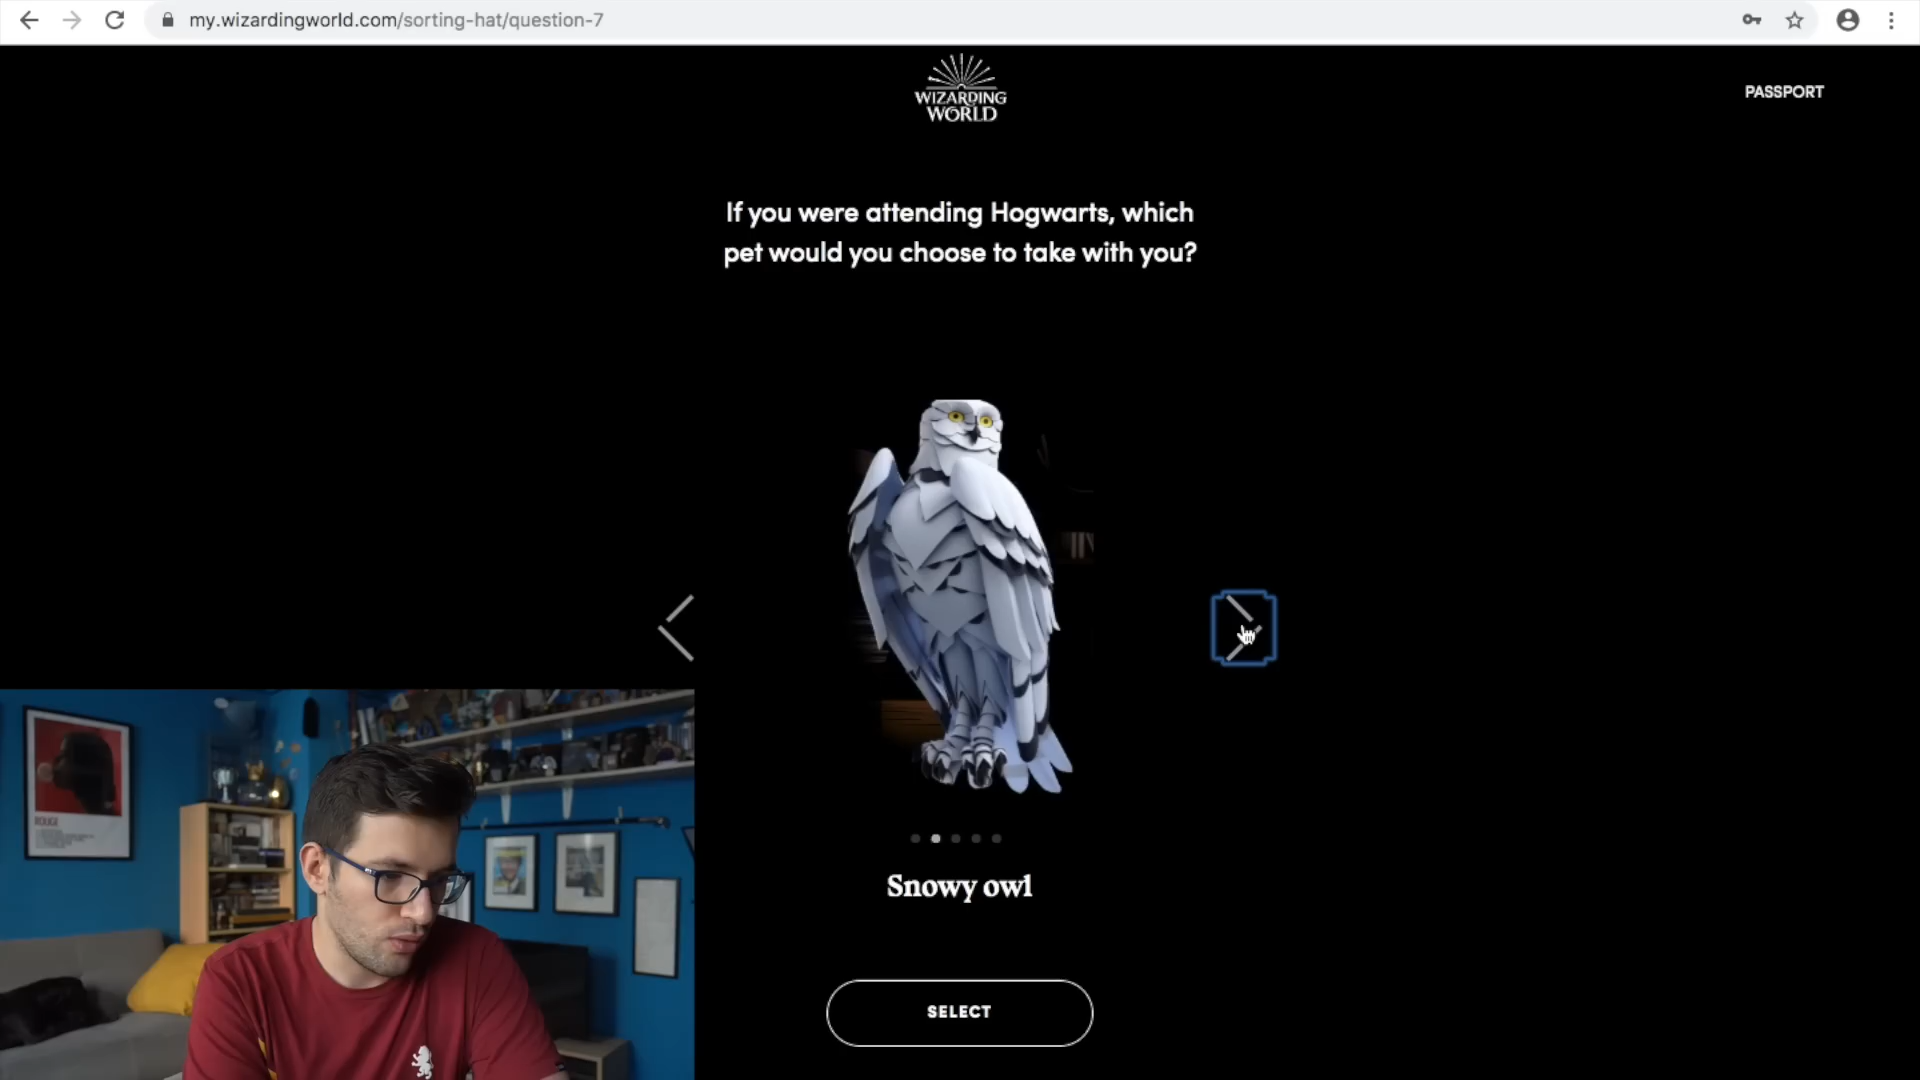 my.wizardingworld.com/sorting-hat/question-7
WIZARDING
WORLD
PASSPORT
If you were attending Hogwarts, which
pet would you choose to take with you?
Snowy owl
SELECT
ROUGE